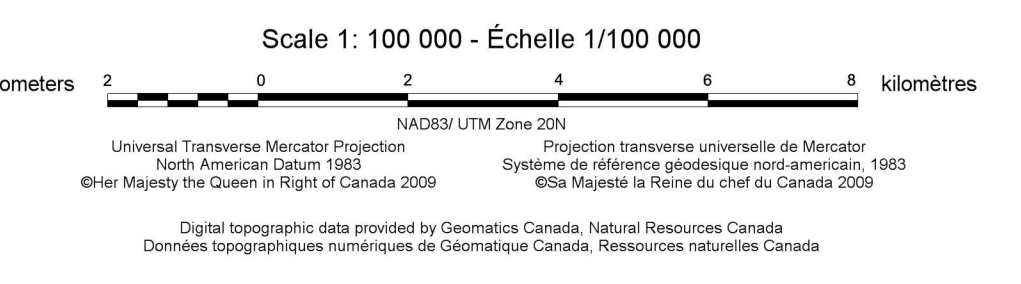 Scale 1: 100 000 - Échelle 1/100 000
ometers 2 0 2 4 6 8 kilomètres
NAD83/ UTM Zone 20N
Universal Transverse Mercator Projection
North American Datum 1983
©Her Majesty the Queen in Right of Canada 2009
Projection transverse universelle de Mercator
Système de référence géodesique nord-americain, 1983
©Sa Majesté la Reine du chef du Canada 2009
Digital topographic data provided by Geomatics Canada, Natural Resources Canada
Données topographiques numériques de Géomatique Canada, Ressources naturelles Canada